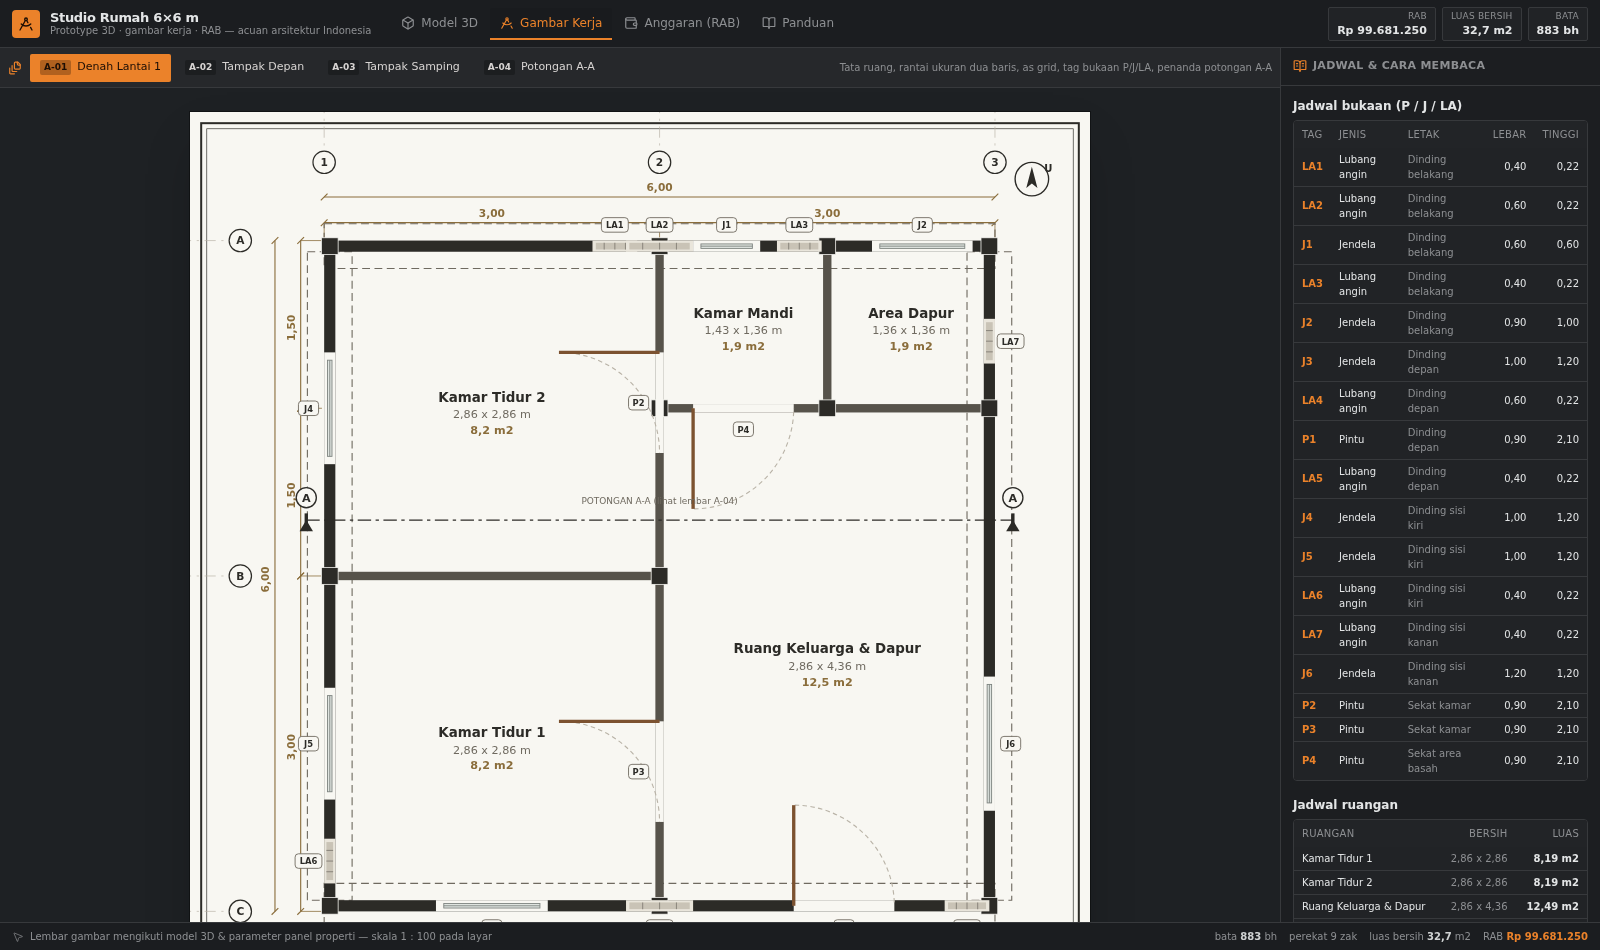 Studio Rumah 6×6 m
Prototype 3D · gambar kerja · RAB — acuan arsitektur Indonesia
Model 3D
Gambar Kerja
Anggaran (RAB)
Panduan
RAB
Rp 99.681.250
LUAS BERSIH
32,7 m2
BATA
883 bh
A-01 Denah Lantai 1
A-02 Tampak Depan
A-03 Tampak Samping
A-04 Potongan A-A
Tata ruang, rantai ukuran dua baris, as grid, tag bukaan P/J/LA, penanda potongan A-A
1
2
3
U
6,00
3,00
3,00
LA1
LA2
J1
LA3
J2
A
1,50
Kamar Mandi
1,43 x 1,36 m
1,9 m2
Area Dapur
1,36 x 1,36 m
1,9 m2
LA7
Kamar Tidur 2
2,86 x 2,86 m
8,2 m2
J4
P2
P4
1,50
A
POTONGAN A-A
bar A-04)
A
B
6,00
Ruang Keluarga & Dapur
2,86 x 4,36 m
12,5 m2
Kamar Tidur 1
2,86 x 2,86 m
8,2 m2
3,00
J5
P3
J6
LA6
C
JADWAL & CARA MEMBACA
Jadwal bukaan (P / J / LA)
TAG JENIS LETAK LEBAR TINGGI
LA1 Lubang angin Dinding belakang 0,40 0,22
LA2 Lubang angin Dinding belakang 0,60 0,22
J1 Jendela Dinding belakang 0,60 0,60
LA3 Lubang angin Dinding belakang 0,40 0,22
J2 Jendela Dinding belakang 0,90 1,00
J3 Jendela Dinding depan 1,00 1,20
LA4 Lubang angin Dinding depan 0,60 0,22
P1 Pintu Dinding depan 0,90 2,10
LA5 Lubang angin Dinding depan 0,40 0,22
J4 Jendela Dinding sisi kiri 1,00 1,20
J5 Jendela Dinding sisi kiri 1,00 1,20
LA6 Lubang angin Dinding sisi kiri 0,40 0,22
LA7 Lubang angin Dinding sisi kanan 0,40 0,22
J6 Jendela Dinding sisi kanan 1,20 1,20
P2 Pintu Sekat kamar 0,90 2,10
P3 Pintu Sekat kamar 0,90 2,10
P4 Pintu Sekat area basah 0,90 2,10
Jadwal ruangan
RUANGAN BERSIH LUAS
Kamar Tidur 1 2,86 x 2,86 8,19 m2
Kamar Tidur 2 2,86 x 2,86 8,19 m2
Ruang Keluarga & Dapur 2,86 x 4,36 12,49 m2
Lembar gambar mengikuti model 3D & parameter panel properti — skala 1 : 100 pada layar
bata 883 bh perekat 9 zak luas bersih 32,7 m2 RAB Rp 99.681.250